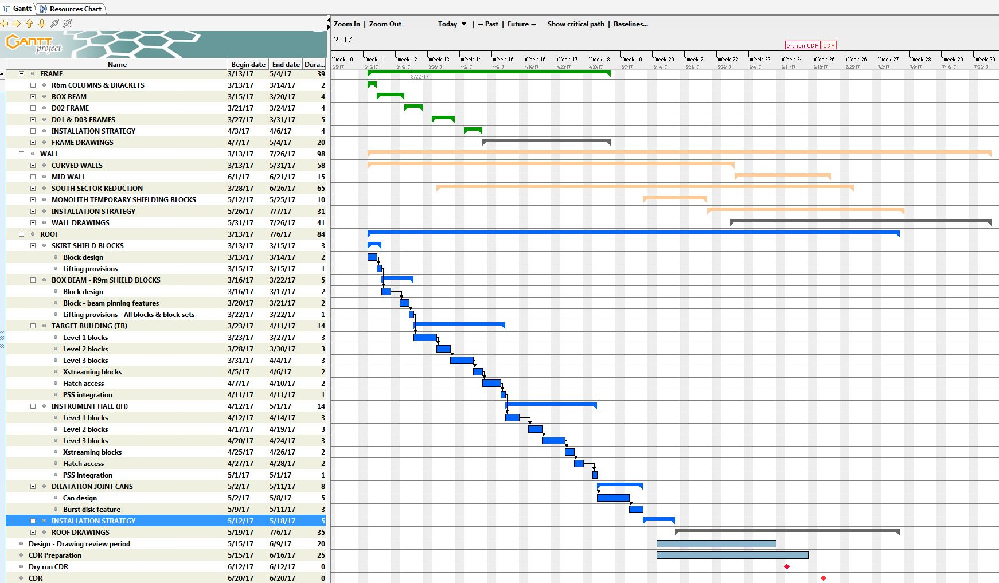 Gantt Resources Chart
Zoom In | Zoom Out Today | ←Past | Future→ Show critical path | Baselines...
GANTT project
2017
Dry run CDR CDR
Name Begin date End date Dura...
Week 10 Week 11 Week 12 Week 13 Week 14 Week 15 Week 16 Week 17 Week 18 Week 19 Week 20 Week 21 Week 22 Week 23 Week 24 Week 25 Week 26 Week 27 Week 28 Week 29 Week 30
3/5/17 3/12/17 3/19/17 3/26/17 4/2/17 4/9/17 4/16/17 4/23/17 4/30/17 5/7/17 5/14/17 5/21/17 5/28/17 6/4/17 6/11/17 6/18/17 6/25/17 7/2/17 7/9/17 7/16/17 7/23/17
FRAME 3/13/17 5/4/17 39
3/22/17
R6m COLUMNS & BRACKETS 3/13/17 3/14/17 2
BOX BEAM 3/15/17 3/20/17 4
D02 FRAME 3/21/17 3/24/17 4
D01 & D03 FRAMES 3/27/17 3/31/17 5
INSTALLATION STRATEGY 4/3/17 4/6/17 4
FRAME DRAWINGS 4/7/17 5/4/17 20
WALL 3/13/17 7/26/17 98
CURVED WALLS 3/13/17 5/31/17 58
MID WALL 6/1/17 6/21/17 15
SOUTH SECTOR REDUCTION 3/28/17 6/26/17 65
MONOLITH TEMPORARY SHIELDING BLOCKS 5/12/17 5/25/17 10
INSTALLATION STRATEGY 5/26/17 7/7/17 31
WALL DRAWINGS 5/31/17 7/26/17 41
ROOF 3/13/17 7/6/17 84
SKIRT SHIELD BLOCKS 3/13/17 3/15/17 3
Block design 3/13/17 3/14/17 2
Lifting provisions 3/15/17 3/15/17 1
BOX BEAM - R9m SHIELD BLOCKS 3/16/17 3/22/17 5
Block design 3/16/17 3/17/17 2
Block - beam pinning features 3/20/17 3/21/17 2
Lifting provisions - All blocks & block sets 3/22/17 3/22/17 1
TARGET BUILDING (TB) 3/23/17 4/11/17 14
Level 1 blocks 3/23/17 3/27/17 3
Level 2 blocks 3/28/17 3/30/17 3
Level 3 blocks 3/31/17 4/4/17 3
Xstreaming blocks 4/5/17 4/6/17 2
Hatch access 4/7/17 4/10/17 2
PSS integration 4/11/17 4/11/17 1
INSTRUMENT HALL (IH) 4/12/17 5/1/17 14
Level 1 blocks 4/12/17 4/14/17 3
Level 2 blocks 4/17/17 4/19/17 3
Level 3 blocks 4/20/17 4/24/17 3
Xstreaming blocks 4/25/17 4/26/17 2
Hatch access 4/27/17 4/28/17 2
PSS integration 5/1/17 5/1/17 1
DILATATION JOINT CANS 5/2/17 5/11/17 8
Can design 5/2/17 5/8/17 5
Burst disk feature 5/9/17 5/11/17 3
INSTALLATION STRATEGY 5/12/17 5/18/17 5
ROOF DRAWINGS 5/19/17 7/6/17 35
Design - Drawing review period 5/15/17 6/9/17 20
CDR Preparation 5/15/17 6/16/17 25
Dry run CDR 6/12/17 6/12/17 0
CDR 6/20/17 6/20/17 0